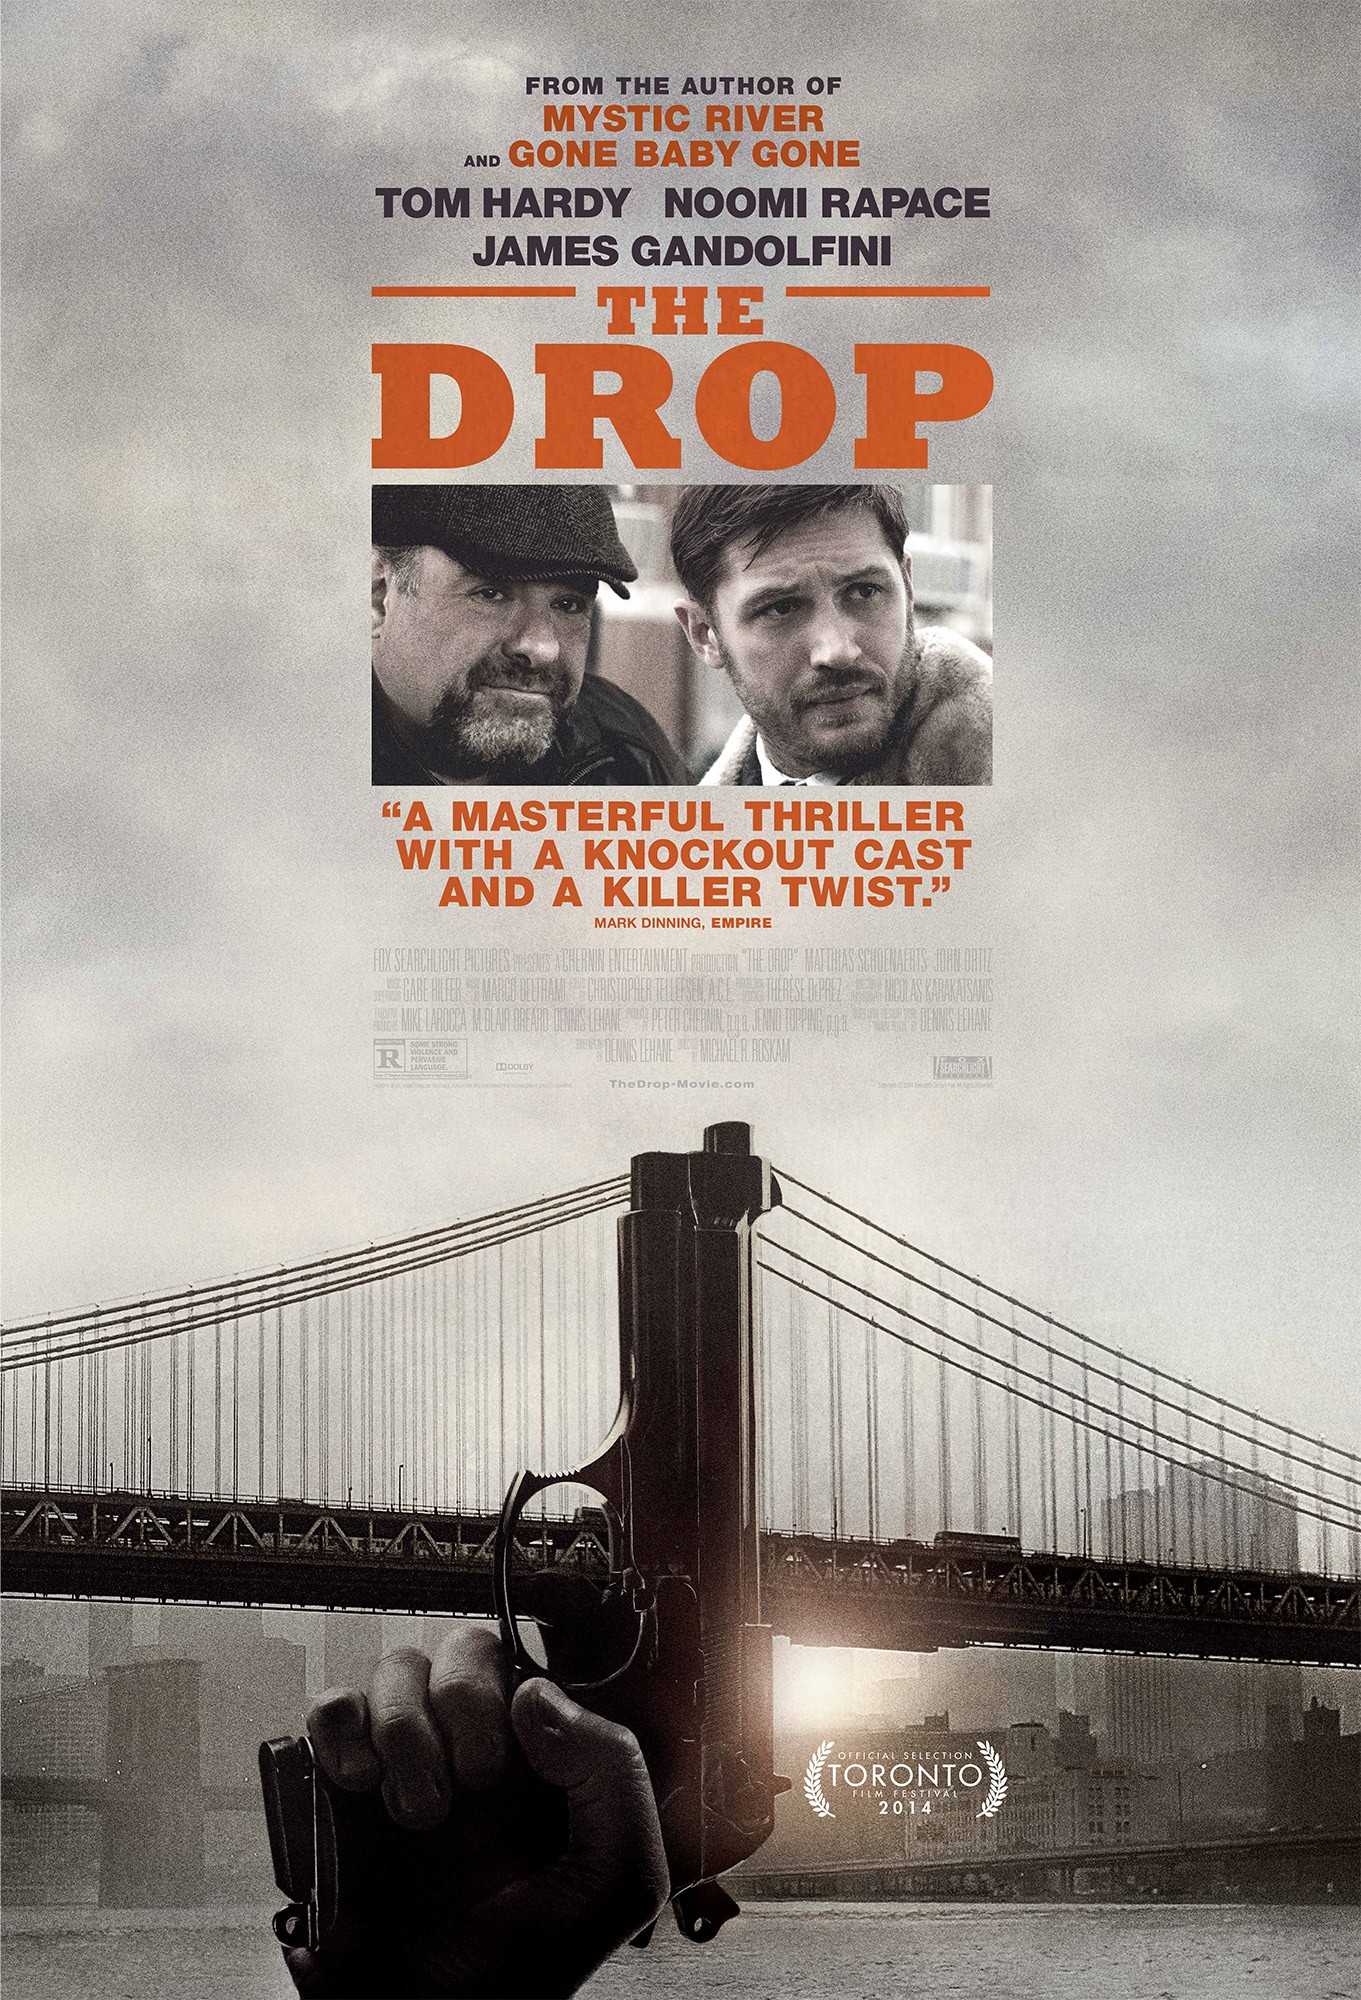 FROM THE AUTHOR OF
MYSTIC RIVER
AND GONE BABY GONE
TOM HARDY NOOMI RAPACE
JAMES GANDOLFINI
THE
DROP
“A MASTERFUL THRILLER
WITH A KNOCKOUT CAST
AND A KILLER TWIST.”
MARK DINNING, EMPIRE
FOX SEARCHLIGHT PICTURES PRESENTS A CHERNIN ENTERTAINMENT PRODUCTION "THE DROP" MATTHIAS SCHOENAERTS JOHN ORTIZ
GABE HILFER MARCO BELTRAMI CHRISTOPHER TELLEFSEN, A.C.E. THÉRÈSE DePREZ NICOLAS KARAKATSANIS
MIKE LAROCCA M. BLAIR BREARD DENNIS LEHANE PETER CHERNIN, p.g.a. JENNO TOPPING, p.g.a. DENNIS LEHANE
DENNIS LEHANE MICHAËL R. ROSKAM
R SOME STRONG
VIOLENCE AND
PERVASIVE
LANGUAGE.
DOLBY
FOX
SEARCHLIGHT
PICTURES
TheDrop-Movie.com
OFFICIAL SELECTION
TORONTO
FILM FESTIVAL
2014